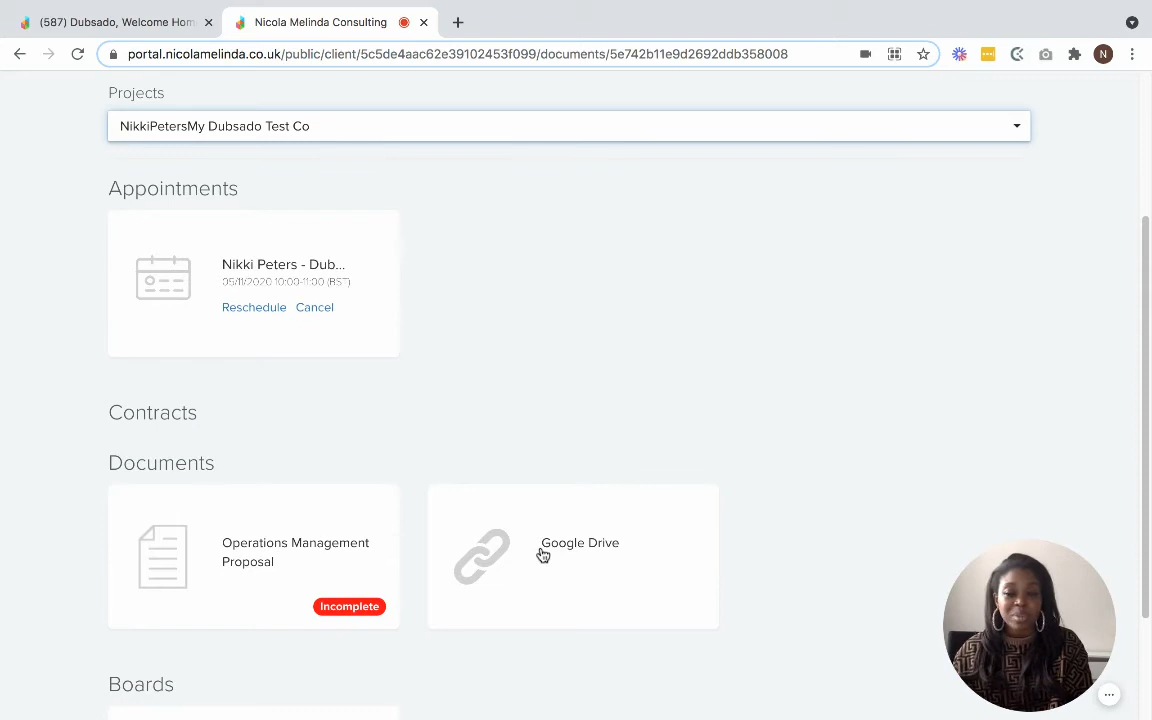 (587) Dubsado, Welcome Hom
Nicola Melinda Consulting
portal.nicolamelinda.co.uk/public/client/5c5de4aac62e39102453f099/documents/5e742b11e9d2692ddb358008
N
Projects
NikkiPetersMy Dubsado Test Co
Appointments
Nikki Peters - Dub...
05/11/2020 10:00-11:00 (BST)
Reschedule Cancel
Contracts
Documents
Operations Management
Proposal
Incomplete
Google Drive
Boards